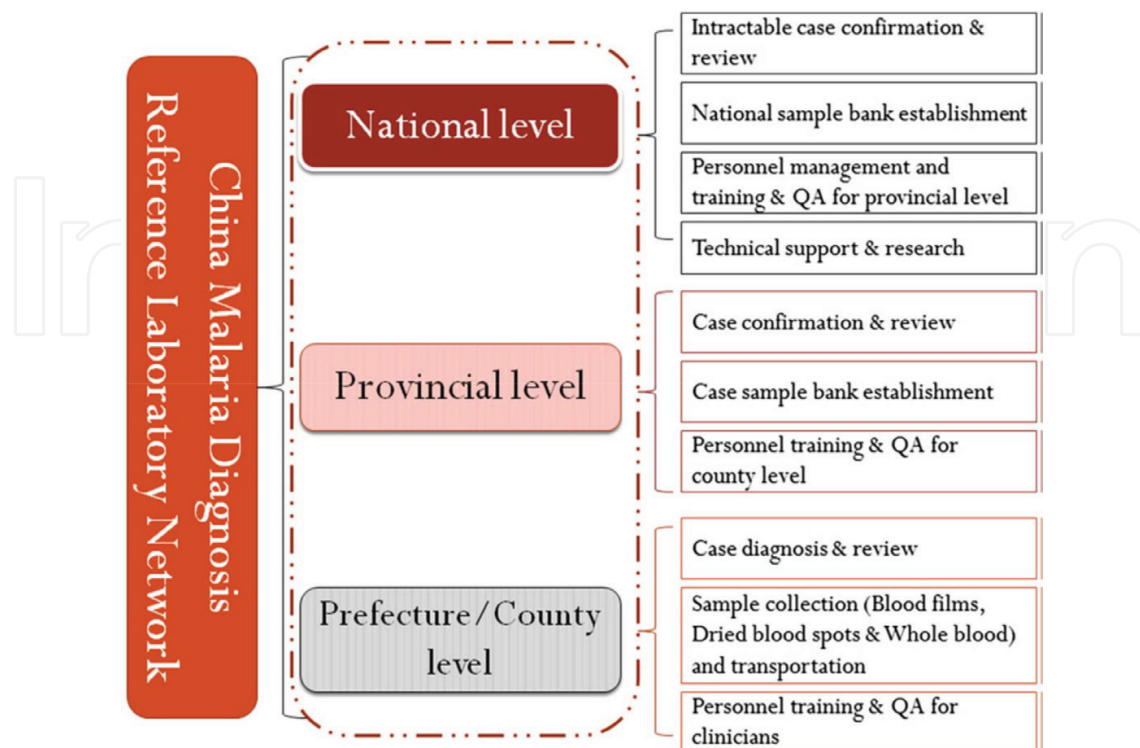 China Malaria Diagnosis
Reference Laboratory Network
National level
Intractable case confirmation &
review
National sample bank establishment
Personnel management and
training & QA for provincial level
Technical support & research
Provincial level
Case confirmation & review
Case sample bank establishment
Personnel training & QA for
county level
Prefecture/County
level
Case diagnosis & review
Sample collection (Blood films,
Dried blood spots & Whole blood)
and transportation
Personnel training & QA for
clinicians